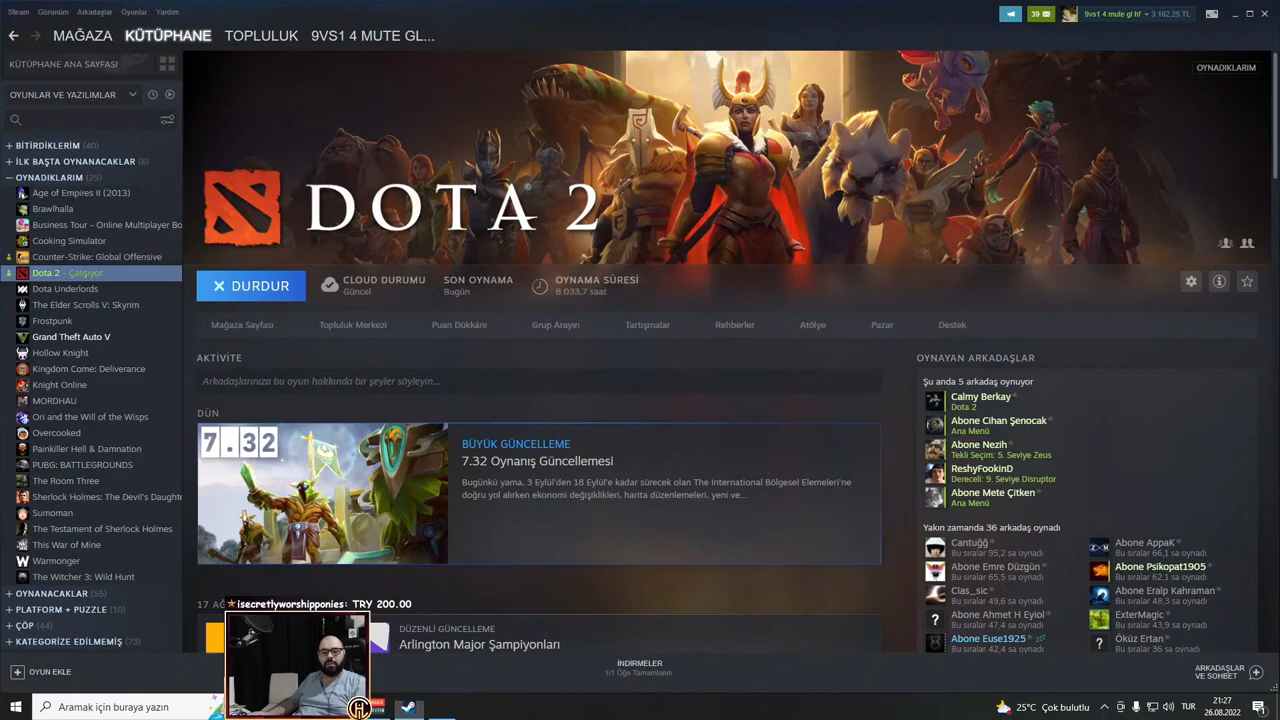 Steam Görünüm Arkadaşlar Oyunlar Yardım
39 9vs1 4 mute gl hf 3 162,25 TL
MAĞAZA KÜTÜPHANE TOPLULUK 9VS1 4 MUTE GL...
KÜTÜPHANE ANA SAYFASI
OYUNLAR VE YAZILIMLAR
+ BİTİRDİKLERİM (40)
+ İLK BAŞTA OYNANACAKLAR (8)
− OYNADIKLARIM (25)
Age of Empires II (2013)
Brawlhalla
Business Tour - Online Multiplayer Bo
Cooking Simulator
Counter-Strike: Global Offensive
Dota 2 - Çalışıyor
Dota Underlords
The Elder Scrolls V: Skyrim
Frostpunk
Grand Theft Auto V
Hollow Knight
Kingdom Come: Deliverance
Knight Online
MORDHAU
Ori and the Will of the Wisps
Overcooked
Painkiller Hell & Damnation
PUBG: BATTLEGROUNDS
The Room Three
Sherlock Holmes: The Devil's Daughte
Sumoman
The Testament of Sherlock Holmes
This War of Mine
Warmonger
The Witcher 3: Wild Hunt
+ OYNANACAKLAR (55)
+ PLATFORM + PUZZLE (10)
+ ÇÖP (44)
+ KATEGORİZE EDİLMEMİŞ (73)
OYUN EKLE
OYNADIKLARIM
DOTA® 2
DURDUR
CLOUD DURUMU
Güncel
SON OYNAMA
Bugün
OYNAMA SÜRESİ
8.033,7 saat
Mağaza Sayfası Topluluk Merkezi Puan Dükkânı Grup Arayın Tartışmalar Rehberler Atölye Pazar Destek
AKTİVİTE
Arkadaşlarınıza bu oyun hakkında bir şeyler söyleyin...
DÜN
7.32
BÜYÜK GÜNCELLEME
7.32 Oynanış Güncellemesi
Bugünkü yama, 3 Eylül'den 18 Eylül'e kadar sürecek olan The International Bölgesel Elemeleri'ne
doğru yol alırken ekonomi değişiklikleri, harita düzenlemeleri, yeni ve...
17 AĞ
isecretlyworshipponies: TRY 200.00
DÜZENLİ GÜNCELLEME
Arlington Major Şampiyonları
OYNAYAN ARKADAŞLAR
Şu anda 5 arkadaş oynuyor
Calmy Berkay
Dota 2
Abone Cihan Şenocak
Ana Menü
Abone Nezih
Tekli Seçim: 5. Seviye Zeus
ReshyFookinD
Dereceli: 9. Seviye Disruptor
Abone Mete Çitken
Ana Menü
Yakın zamanda 36 arkadaş oynadı
Cantuğğ
Bu sıralar 95,2 sa oynadı
Abone AppaK
Bu sıralar 66,1 sa oynadı
Abone Emre Düzgün
Bu sıralar 65,5 sa oynadı
Abone Psikopat1905
Bu sıralar 62,1 sa oynadı
Clas_sic
Bu sıralar 49,6 sa oynadı
Abone Eralp Kahraman
Bu sıralar 48,3 sa oynadı
Abone Ahmet H Eyiol
Bu sıralar 47,4 sa oynadı
ExterMagic
Bu sıralar 43,9 sa oynadı
Abone Euse1925
Bu sıralar 42,4 sa oynadı
Öküz Ertan
Bu sıralar 36 sa oynadı
İNDİRMELER
1/1 Öğe Tamamlandı
ARKADAŞLAR
VE SOHBET
Aramak için buraya yazın
25°C Çok bulutlu
TUR
21:27
26.08.2022